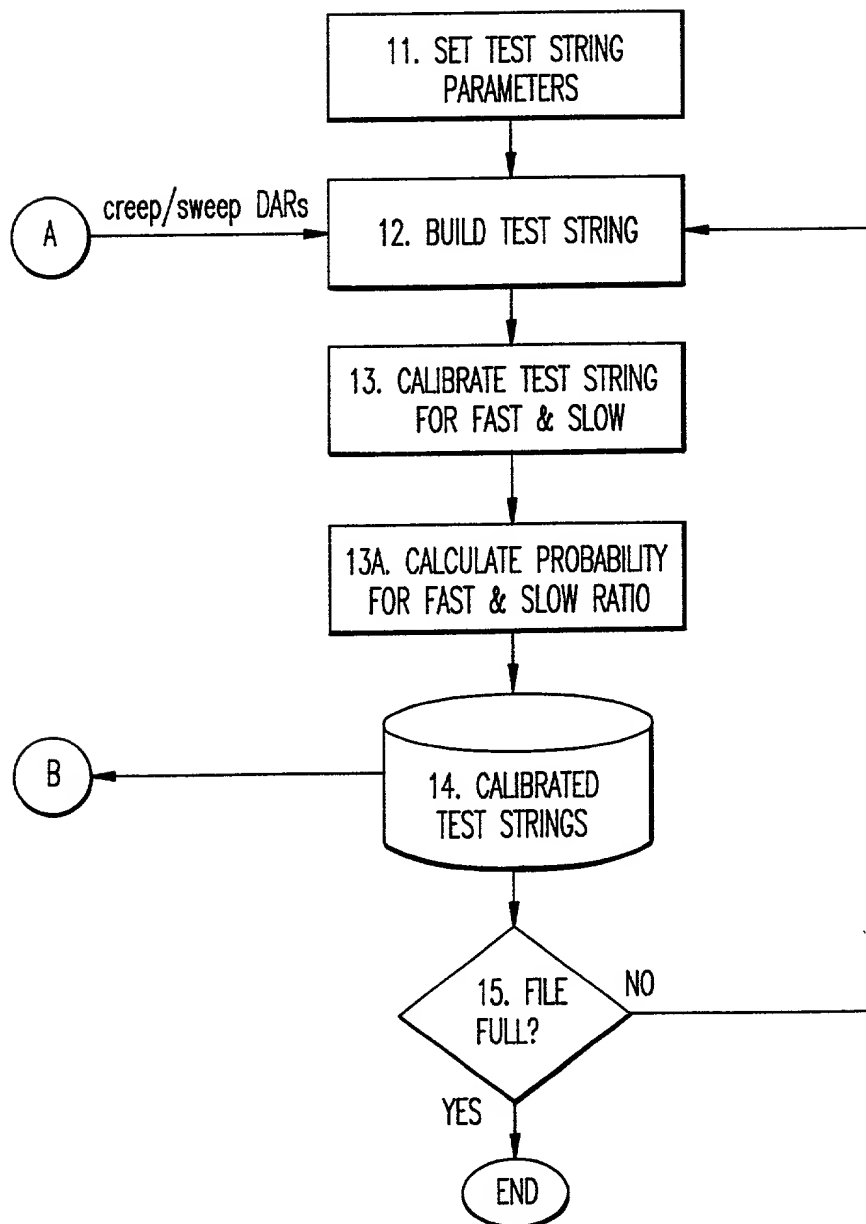 11. SET TEST STRING
PARAMETERS
A
creep/sweep DARs
12. BUILD TEST STRING
13. CALIBRATE TEST STRING
FOR FAST & SLOW
13A. CALCULATE PROBABILITY
FOR FAST & SLOW RATIO
B
14. CALIBRATED
TEST STRINGS
15. FILE
FULL?
NO
YES
END